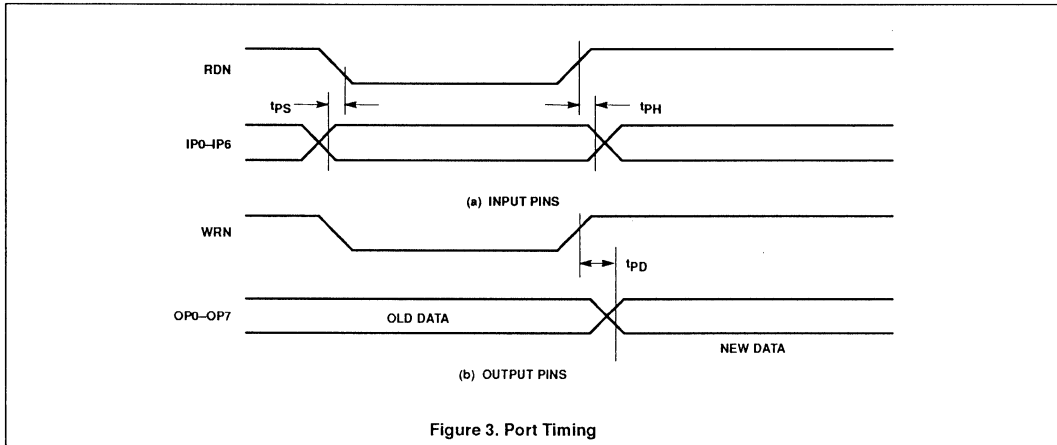 RDN
tPS
tPH
IP0–IP6
(a) INPUT PINS
WRN
tPD
OP0–OP7
OLD DATA
NEW DATA
(b) OUTPUT PINS
Figure 3. Port Timing